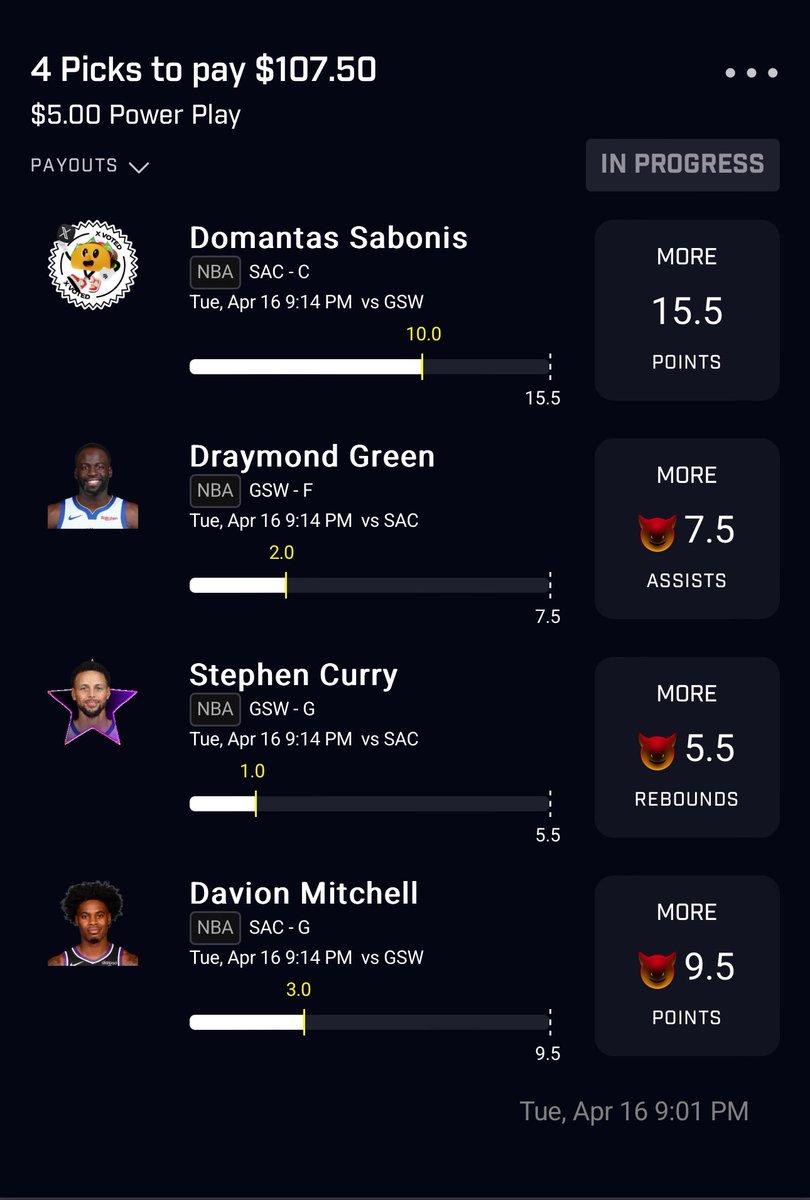 4 Picks to pay $107.50
$5.00 Power Play
PAYOUTS
IN PROGRESS
X VOTED
X VOTED
Domantas Sabonis
NBA SAC - C
Tue, Apr 16 9:14 PM vs GSW
10.0
15.5
MORE
15.5
POINTS
Draymond Green
NBA GSW - F
Tue, Apr 16 9:14 PM vs SAC
2.0
7.5
MORE
7.5
ASSISTS
Stephen Curry
NBA GSW - G
Tue, Apr 16 9:14 PM vs SAC
1.0
5.5
MORE
5.5
REBOUNDS
Davion Mitchell
NBA SAC - G
Tue, Apr 16 9:14 PM vs GSW
3.0
9.5
MORE
9.5
POINTS
Tue, Apr 16 9:01 PM